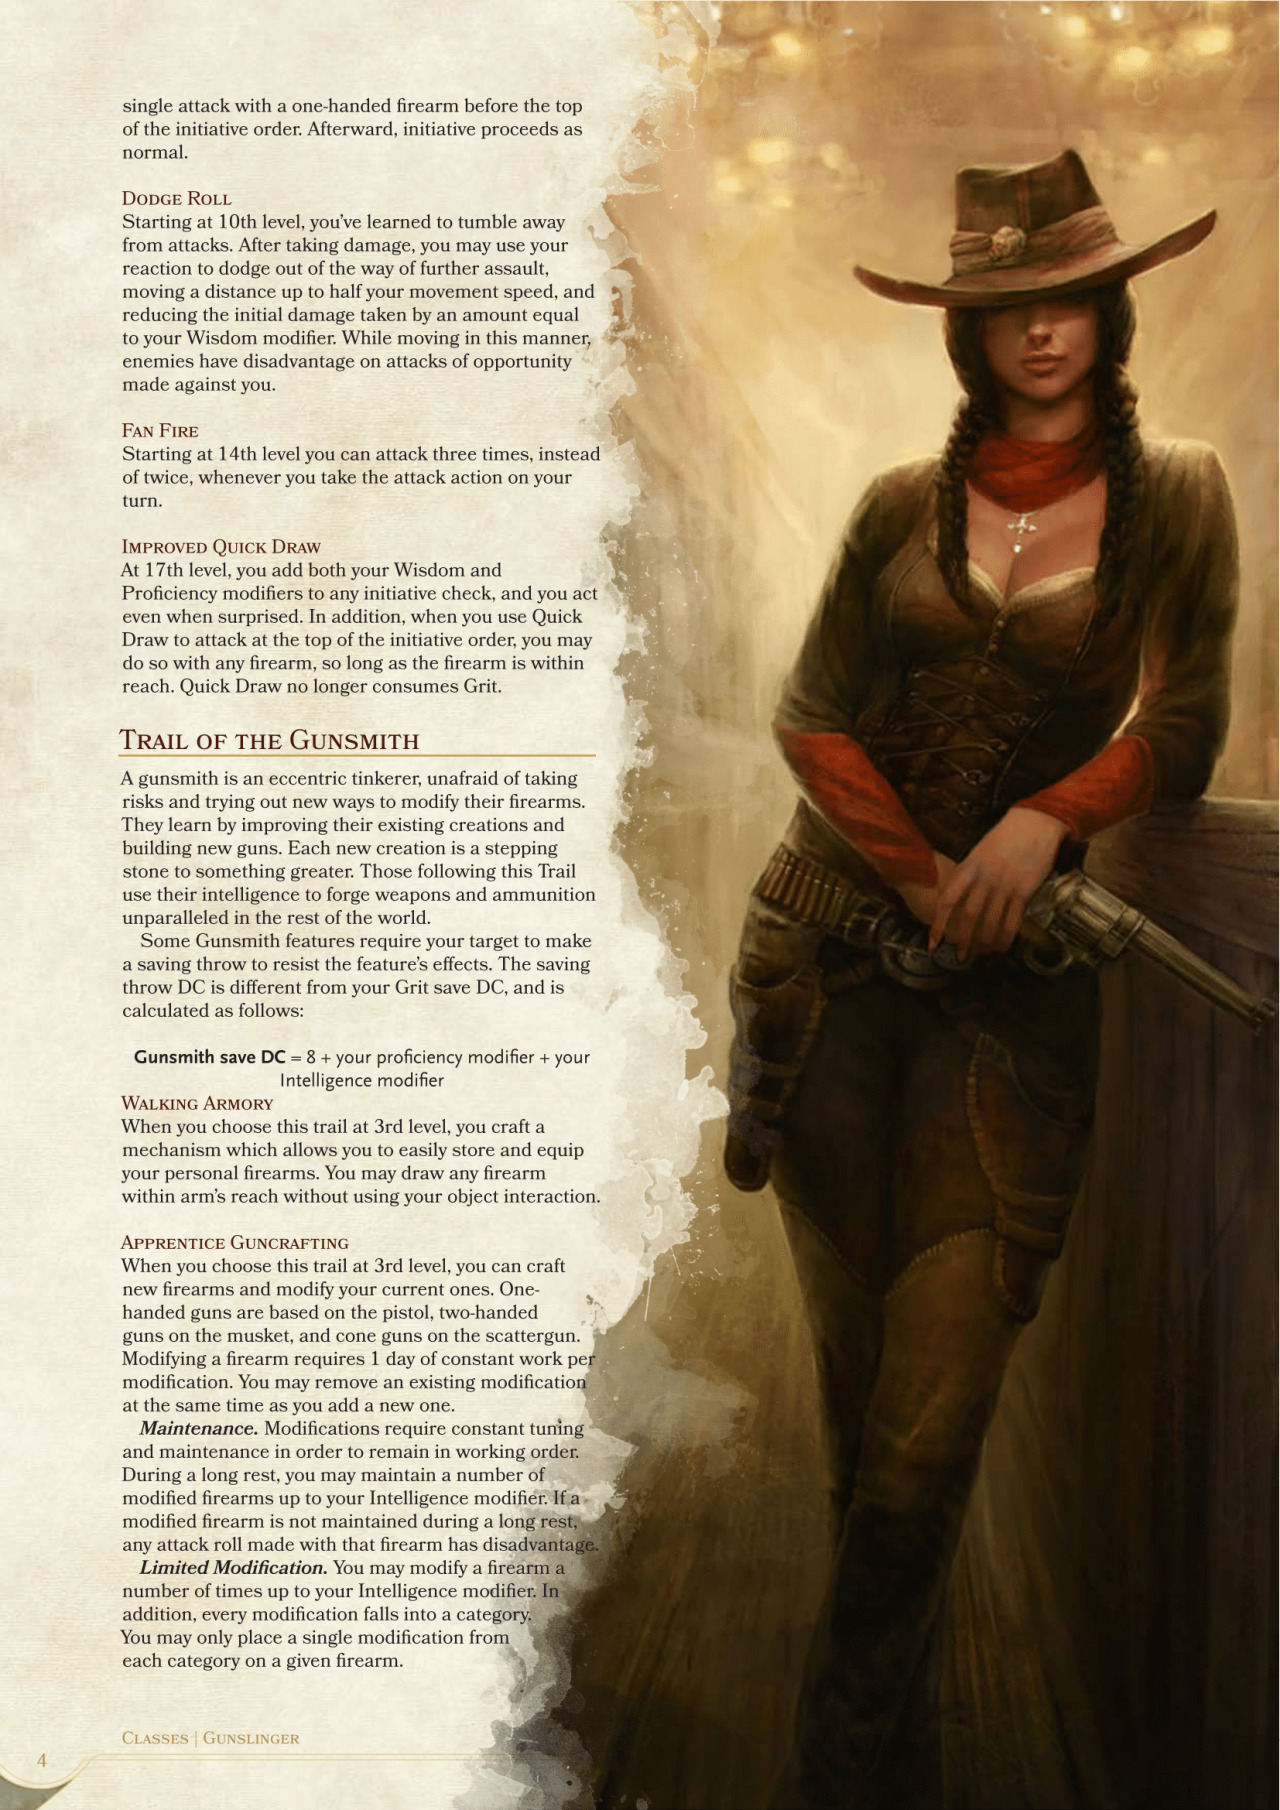 single attack with a one-handed firearm before the top
of the initiative order. Afterward, initiative proceeds as
normal.
Dodge Roll
Starting at 10th level, you've learned to tumble away
from attacks. After taking damage, you may use your
reaction to dodge out of the way of further assault,
moving a distance up to half your movement speed, and
reducing the initial damage taken by an amount equal
to your Wisdom modifier. While moving in this manner,
enemies have disadvantage on attacks of opportunity
made against you.
Fan Fire
Starting at 14th level you can attack three times, instead
of twice, whenever you take the attack action on your
turn.
Improved Quick Draw
At 17th level, you add both your Wisdom and
Proficiency modifiers to any initiative check, and you act
even when surprised. In addition, when you use Quick
Draw to attack at the top of the initiative order, you may
do so with any firearm, so long as the firearm is within
reach. Quick Draw no longer consumes Grit.
Trail of the Gunsmith
A gunsmith is an eccentric tinkerer, unafraid of taking
risks and trying out new ways to modify their firearms.
They learn by improving their existing creations and
building new guns. Each new creation is a stepping
stone to something greater. Those following this Trail
use their intelligence to forge weapons and ammunition
unparalleled in the rest of the world.
Some Gunsmith features require your target to make
a saving throw to resist the feature's effects. The saving
throw DC is different from your Grit save DC, and is
calculated as follows:
Gunsmith save DC = 8 + your proficiency modifier + your
Intelligence modifier
Walking Armory
When you choose this trail at 3rd level, you craft a
mechanism which allows you to easily store and equip
your personal firearms. You may draw any firearm
within arm's reach without using your object interaction.
Apprentice Guncrafting
When you choose this trail at 3rd level, you can craft
new firearms and modify your current ones. One-
handed guns are based on the pistol, two-handed
guns on the musket, and cone guns on the scattergun.
Modifying a firearm requires 1 day of constant work per
modification. You may remove an existing modification
at the same time as you add a new one.
Maintenance. Modifications require constant tuning
and maintenance in order to remain in working order.
During a long rest, you may maintain a number of
modified firearms up to your Intelligence modifier. If a
modified firearm is not maintained during a long rest,
any attack roll made with that firearm has disadvantage.
Limited Modification. You may modify a firearm a
number of times up to your Intelligence modifier. In
addition, every modification falls into a category.
You may only place a single modification from
each category on a given firearm.
Classes | Gunslinger
4